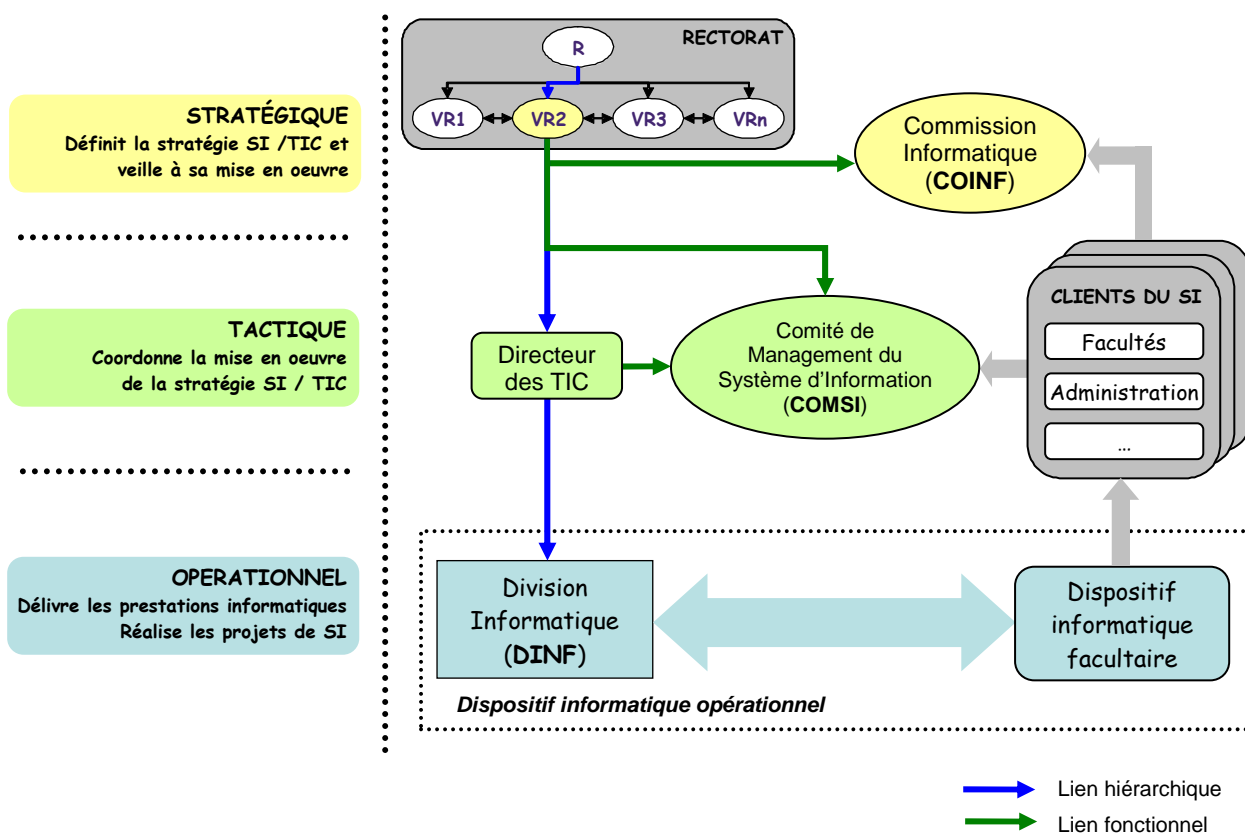 RECTORAT
R
VR1
VR2
VR3
VRn
STRATÉGIQUE
Définit la stratégie SI /TIC et
veille à sa mise en oeuvre
Commission
Informatique
(COINF)
TACTIQUE
Coordonne la mise en oeuvre
de la stratégie SI / TIC
Directeur
des TIC
Comité de
Management du
Système d'Information
(COMSI)
CLIENTS DU SI
Facultés
Administration
...
OPERATIONNEL
Délivre les prestations informatiques
Réalise les projets de SI
Division
Informatique
(DINF)
Dispositif
informatique
facultaire
Dispositif informatique opérationnel
Lien hiérarchique
Lien fonctionnel